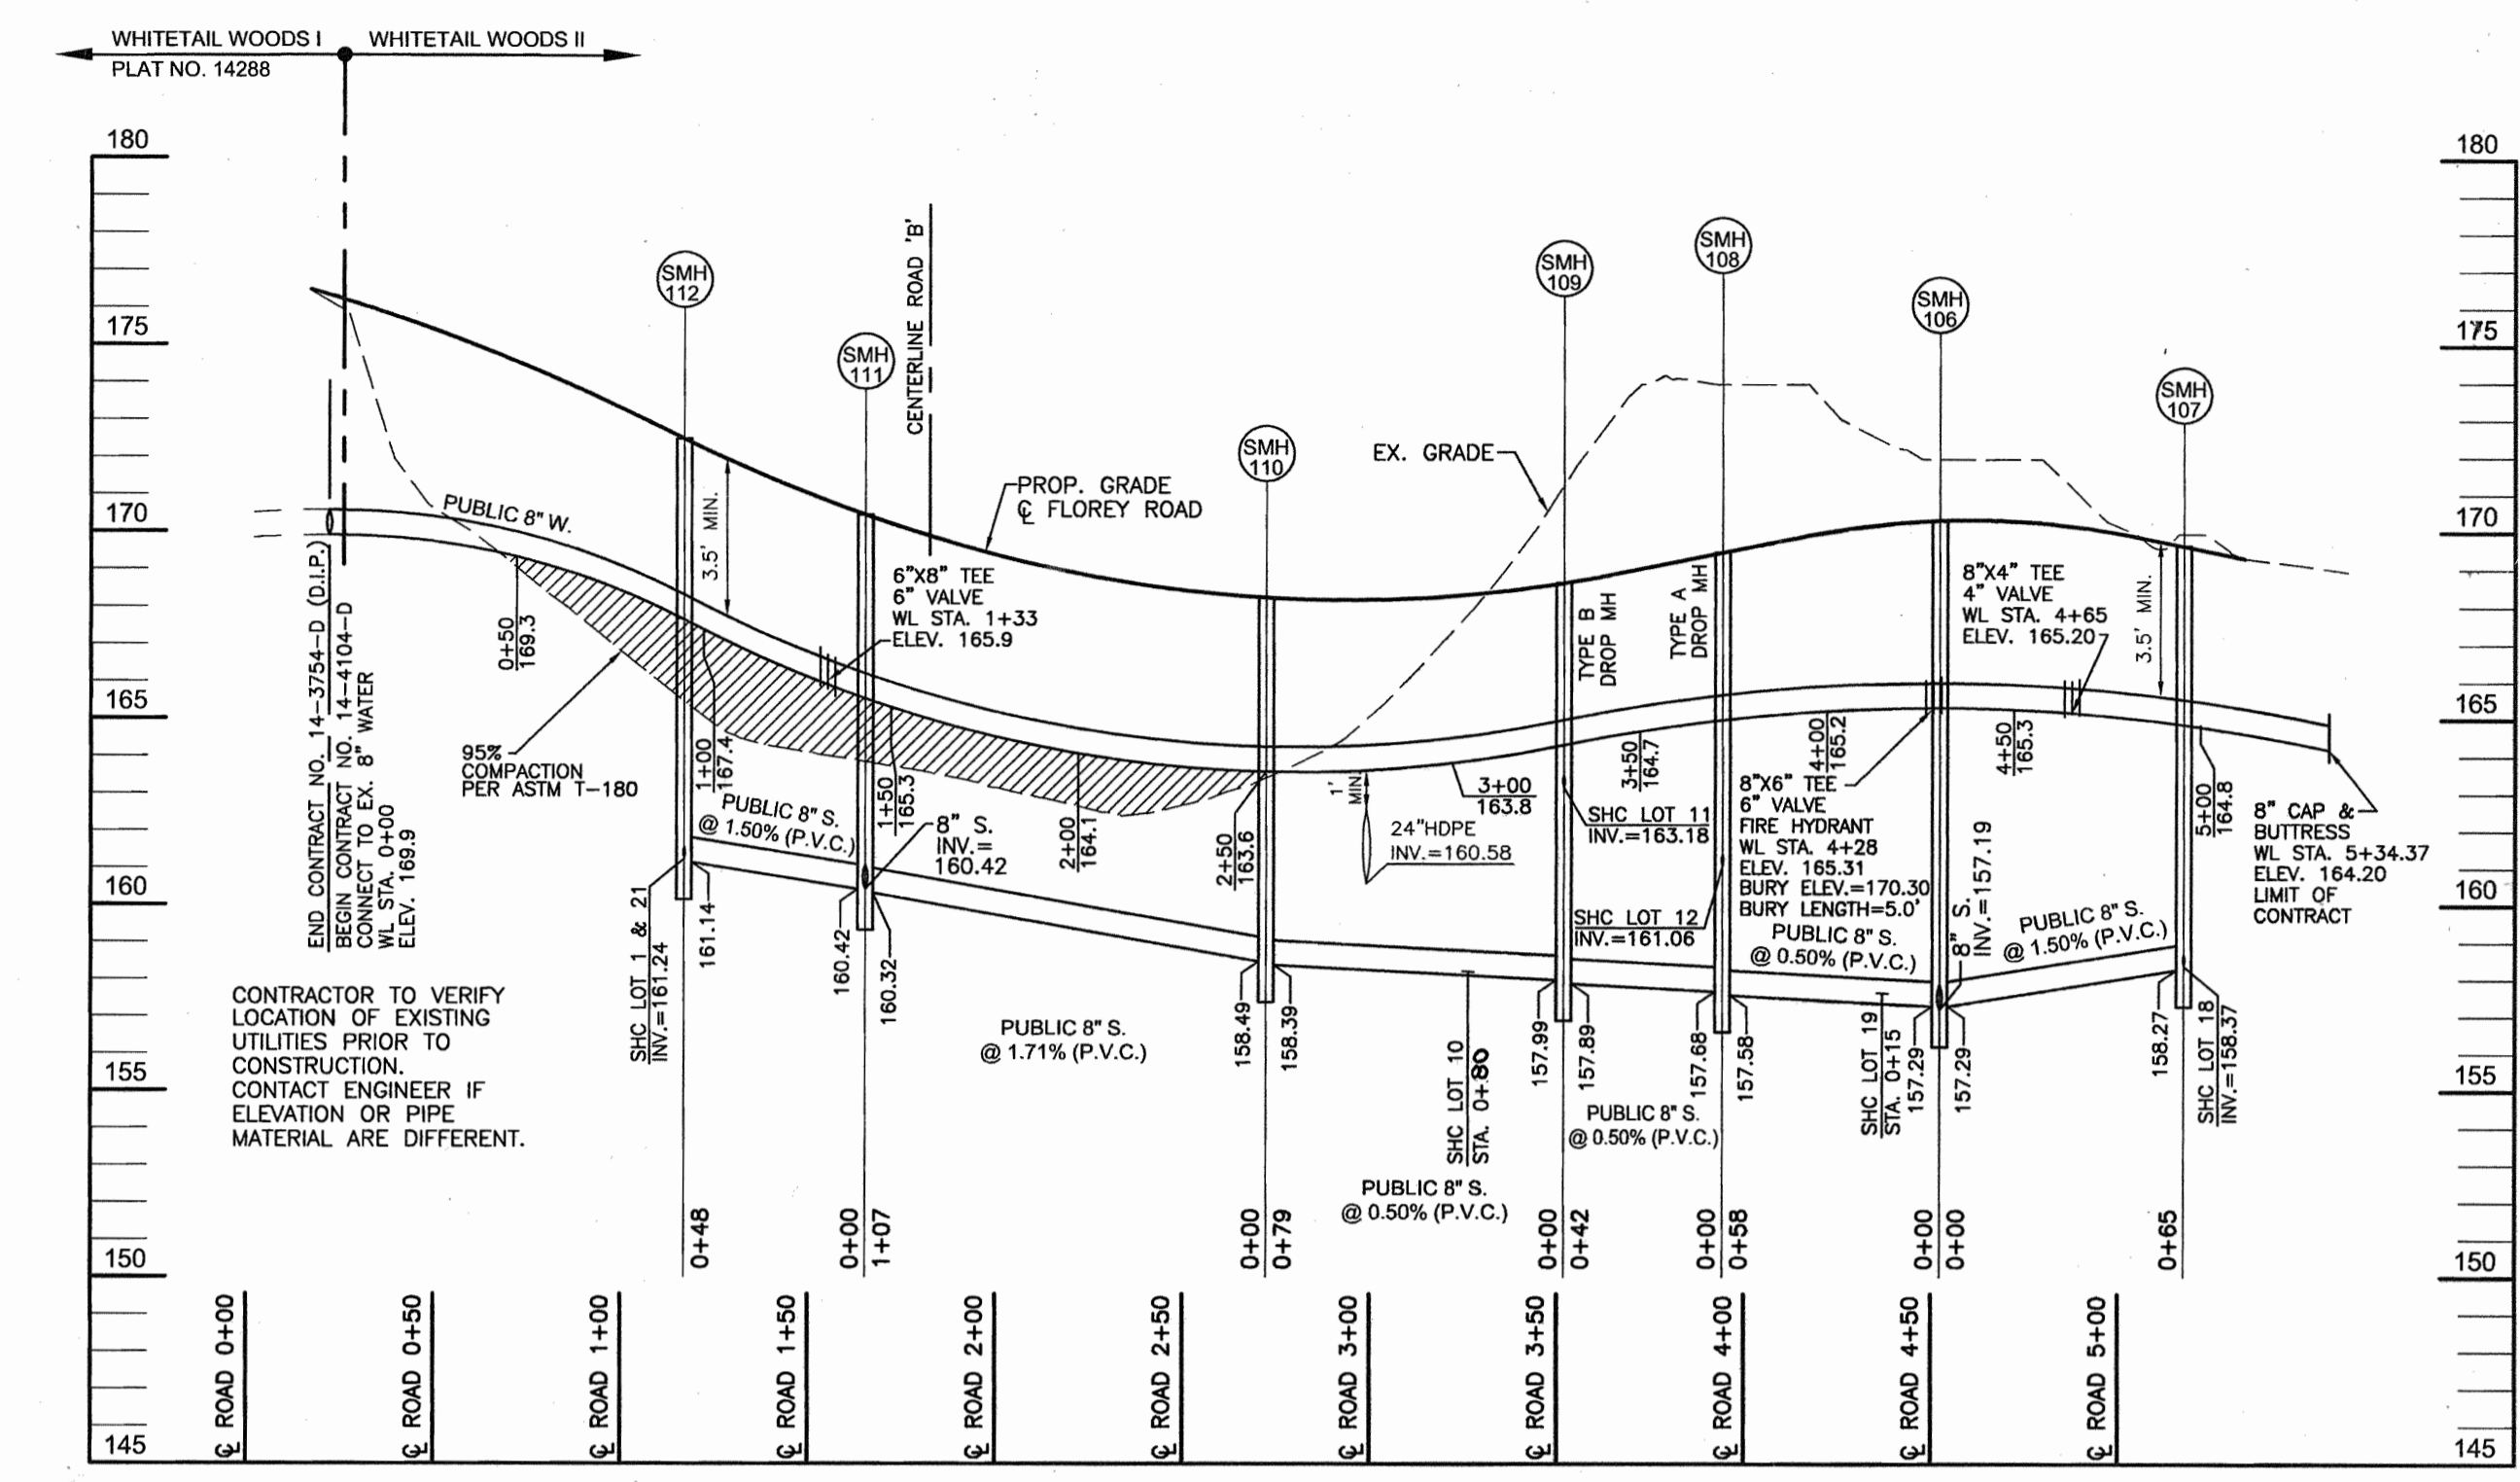 WHITETAIL WOODS I
WHITETAIL WOODS II
PLAT NO. 14288
180
175
170
165
160
155
150
145
180
175
170
165
160
155
150
145
SMH
112
SMH
111
CENTERLINE ROAD 'B'
SMH
110
SMH
109
SMH
108
SMH
106
SMH
107
PUBLIC 8" W.
3.5' MIN.
PROP. GRADE
℄ FLOREY ROAD
EX. GRADE
6"X8" TEE
6" VALVE
WL STA. 1+33
ELEV. 165.9
TYPE B
DROP MH
TYPE A
DROP MH
8"X4" TEE
4" VALVE
WL STA. 4+65
ELEV. 165.20
3.5' MIN.
END CONTRACT NO. 14-3754-D (D.I.P.)
BEGIN CONTRACT NO. 14-4104-D
CONNECT TO EX. 8" WATER
WL STA. 0+00
ELEV. 169.9
0+50
169.3
1+00
167.4
1+50
165.3
2+00
164.1
2+50
163.6
3+00
163.8
3+50
164.7
4+00
165.2
4+50
165.3
5+00
164.8
95%
COMPACTION
PER ASTM T-180
PUBLIC 8" S.
@ 1.50% (P.V.C.)
8" S.
INV.=
160.42
1'
MIN.
24"HDPE
INV.=160.58
SHC LOT 11
INV.=163.18
SHC LOT 12
INV.=161.06
8"X6" TEE
6" VALVE
FIRE HYDRANT
WL STA. 4+28
ELEV. 165.31
BURY ELEV.=170.30
BURY LENGTH=5.0'
PUBLIC 8" S.
@ 0.50% (P.V.C.)
8" S.
INV.=157.19
PUBLIC 8" S.
@ 1.50% (P.V.C.)
8" CAP &
BUTTRESS
WL STA. 5+34.37
ELEV. 164.20
LIMIT OF
CONTRACT
CONTRACTOR TO VERIFY
LOCATION OF EXISTING
UTILITIES PRIOR TO
CONSTRUCTION.
CONTACT ENGINEER IF
ELEVATION OR PIPE
MATERIAL ARE DIFFERENT.
SHC LOT 1 & 21
INV.=161.24
161.14
160.42
160.32
PUBLIC 8" S.
@ 1.71% (P.V.C.)
158.49
158.39
SHC LOT 10
STA. 0+80
PUBLIC 8" S.
@ 0.50% (P.V.C.)
157.99
157.89
PUBLIC 8" S.
@ 0.50% (P.V.C.)
157.68
157.58
SHC LOT 19
STA. 0+15
157.29
157.29
158.27
SHC LOT 18
INV.=158.37
0+48
0+00
1+07
0+00
0+79
0+00
0+42
0+00
0+58
0+00
0+00
0+65
℄ ROAD 0+00
℄ ROAD 0+50
℄ ROAD 1+00
℄ ROAD 1+50
℄ ROAD 2+00
℄ ROAD 2+50
℄ ROAD 3+00
℄ ROAD 3+50
℄ ROAD 4+00
℄ ROAD 4+50
℄ ROAD 5+00